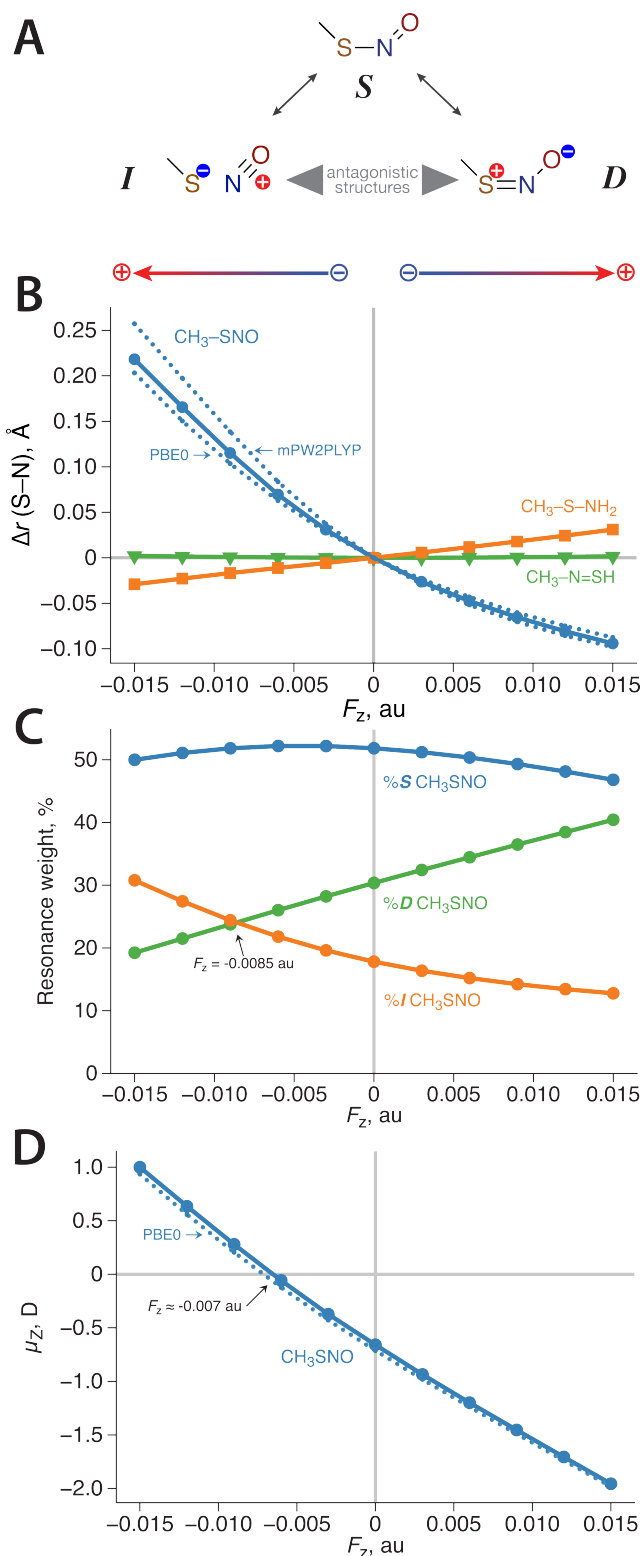 A
S–N=O
S
I
S⊖ N=O⊕
antagonistic
structures
S⊕=N–O⊖
D
⊕ ⊖ ⊖ ⊕
B
CH₃–SNO
PBE0
mPW2PLYP
CH₃–S–NH₂
CH₃–N=SH
Δr (S–N), Å
0.25
0.20
0.15
0.10
0.05
0
−0.05
−0.10
−0.015 −0.010 −0.005 0 0.005 0.010 0.015
Fz, au
C
%S CH₃SNO
%D CH₃SNO
%I CH₃SNO
Fz = -0.0085 au
Resonance weight, %
50
40
30
20
10
0
−0.015 −0.010 −0.005 0 0.005 0.010 0.015
Fz, au
D
PBE0
Fz ≈ -0.007 au
CH₃SNO
μZ, D
1.0
0.5
0
−0.5
−1.0
−1.5
−2.0
−0.015 −0.010 −0.005 0 0.005 0.010 0.015
Fz, au